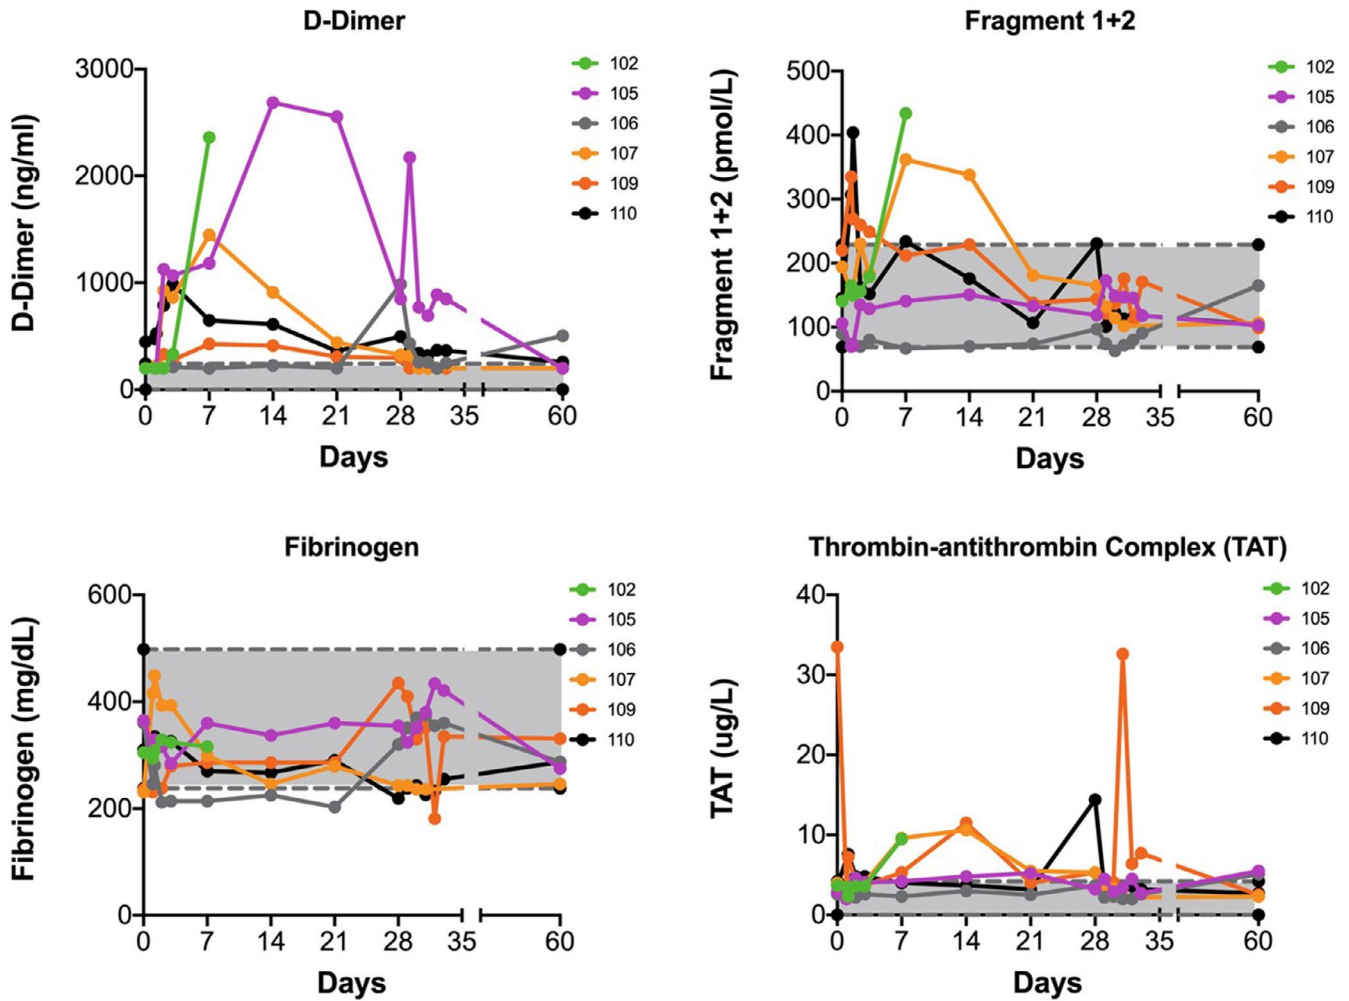 D-Dimer
D-Dimer (ng/ml)
3000
2000
1000
0
0 7 14 21 28 35 60
Days
102
105
106
107
109
110
Fragment 1+2
Fragment 1+2 (pmol/L)
500
400
300
200
100
0
0 7 14 21 28 35 60
Days
102
105
106
107
109
110
Fibrinogen
Fibrinogen (mg/dL)
600
400
200
0
0 7 14 21 28 35 60
Days
102
105
106
107
109
110
Thrombin-antithrombin Complex (TAT)
TAT (ug/L)
40
30
20
10
0
0 7 14 21 28 35 60
Days
102
105
106
107
109
110